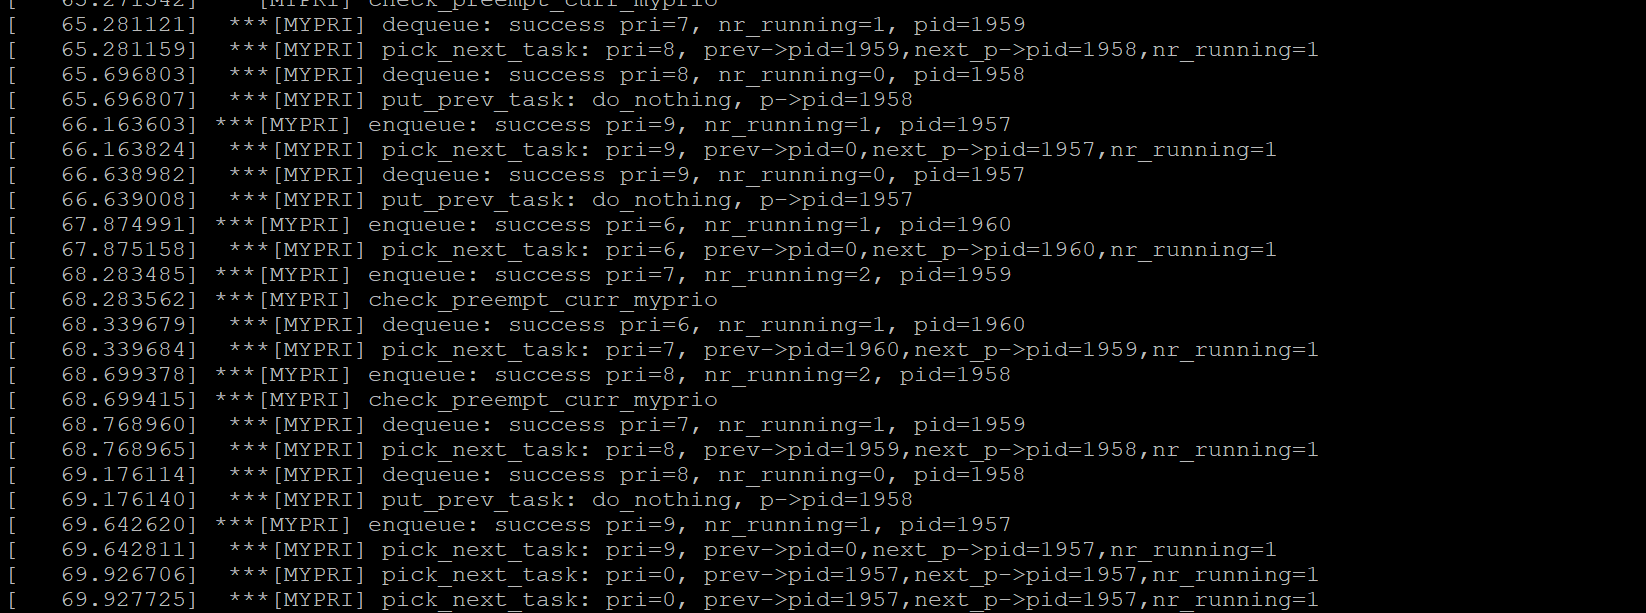 [   65.271542]  ***[MYPRI] check_preempt_curr_myprio
[   65.281121]  ***[MYPRI] dequeue: success pri=7, nr_running=1, pid=1959
[   65.281159]  ***[MYPRI] pick_next_task: pri=8, prev->pid=1959,next_p->pid=1958,nr_running=1
[   65.696803]  ***[MYPRI] dequeue: success pri=8, nr_running=0, pid=1958
[   65.696807]  ***[MYPRI] put_prev_task: do_nothing, p->pid=1958
[   66.163603] ***[MYPRI] enqueue: success pri=9, nr_running=1, pid=1957
[   66.163824]  ***[MYPRI] pick_next_task: pri=9, prev->pid=0,next_p->pid=1957,nr_running=1
[   66.638982]  ***[MYPRI] dequeue: success pri=9, nr_running=0, pid=1957
[   66.639008]  ***[MYPRI] put_prev_task: do_nothing, p->pid=1957
[   67.874991] ***[MYPRI] enqueue: success pri=6, nr_running=1, pid=1960
[   67.875158]  ***[MYPRI] pick_next_task: pri=6, prev->pid=0,next_p->pid=1960,nr_running=1
[   68.283485] ***[MYPRI] enqueue: success pri=7, nr_running=2, pid=1959
[   68.283562] ***[MYPRI] check_preempt_curr_myprio
[   68.339679]  ***[MYPRI] dequeue: success pri=6, nr_running=1, pid=1960
[   68.339684]  ***[MYPRI] pick_next_task: pri=7, prev->pid=1960,next_p->pid=1959,nr_running=1
[   68.699378] ***[MYPRI] enqueue: success pri=8, nr_running=2, pid=1958
[   68.699415] ***[MYPRI] check_preempt_curr_myprio
[   68.768960]  ***[MYPRI] dequeue: success pri=7, nr_running=1, pid=1959
[   68.768965]  ***[MYPRI] pick_next_task: pri=8, prev->pid=1959,next_p->pid=1958,nr_running=1
[   69.176114]  ***[MYPRI] dequeue: success pri=8, nr_running=0, pid=1958
[   69.176140]  ***[MYPRI] put_prev_task: do_nothing, p->pid=1958
[   69.642620] ***[MYPRI] enqueue: success pri=9, nr_running=1, pid=1957
[   69.642811]  ***[MYPRI] pick_next_task: pri=9, prev->pid=0,next_p->pid=1957,nr_running=1
[   69.926706]  ***[MYPRI] pick_next_task: pri=0, prev->pid=1957,next_p->pid=1957,nr_running=1
[   69.927725]  ***[MYPRI] pick_next_task: pri=0, prev->pid=1957,next_p->pid=1957,nr_running=1